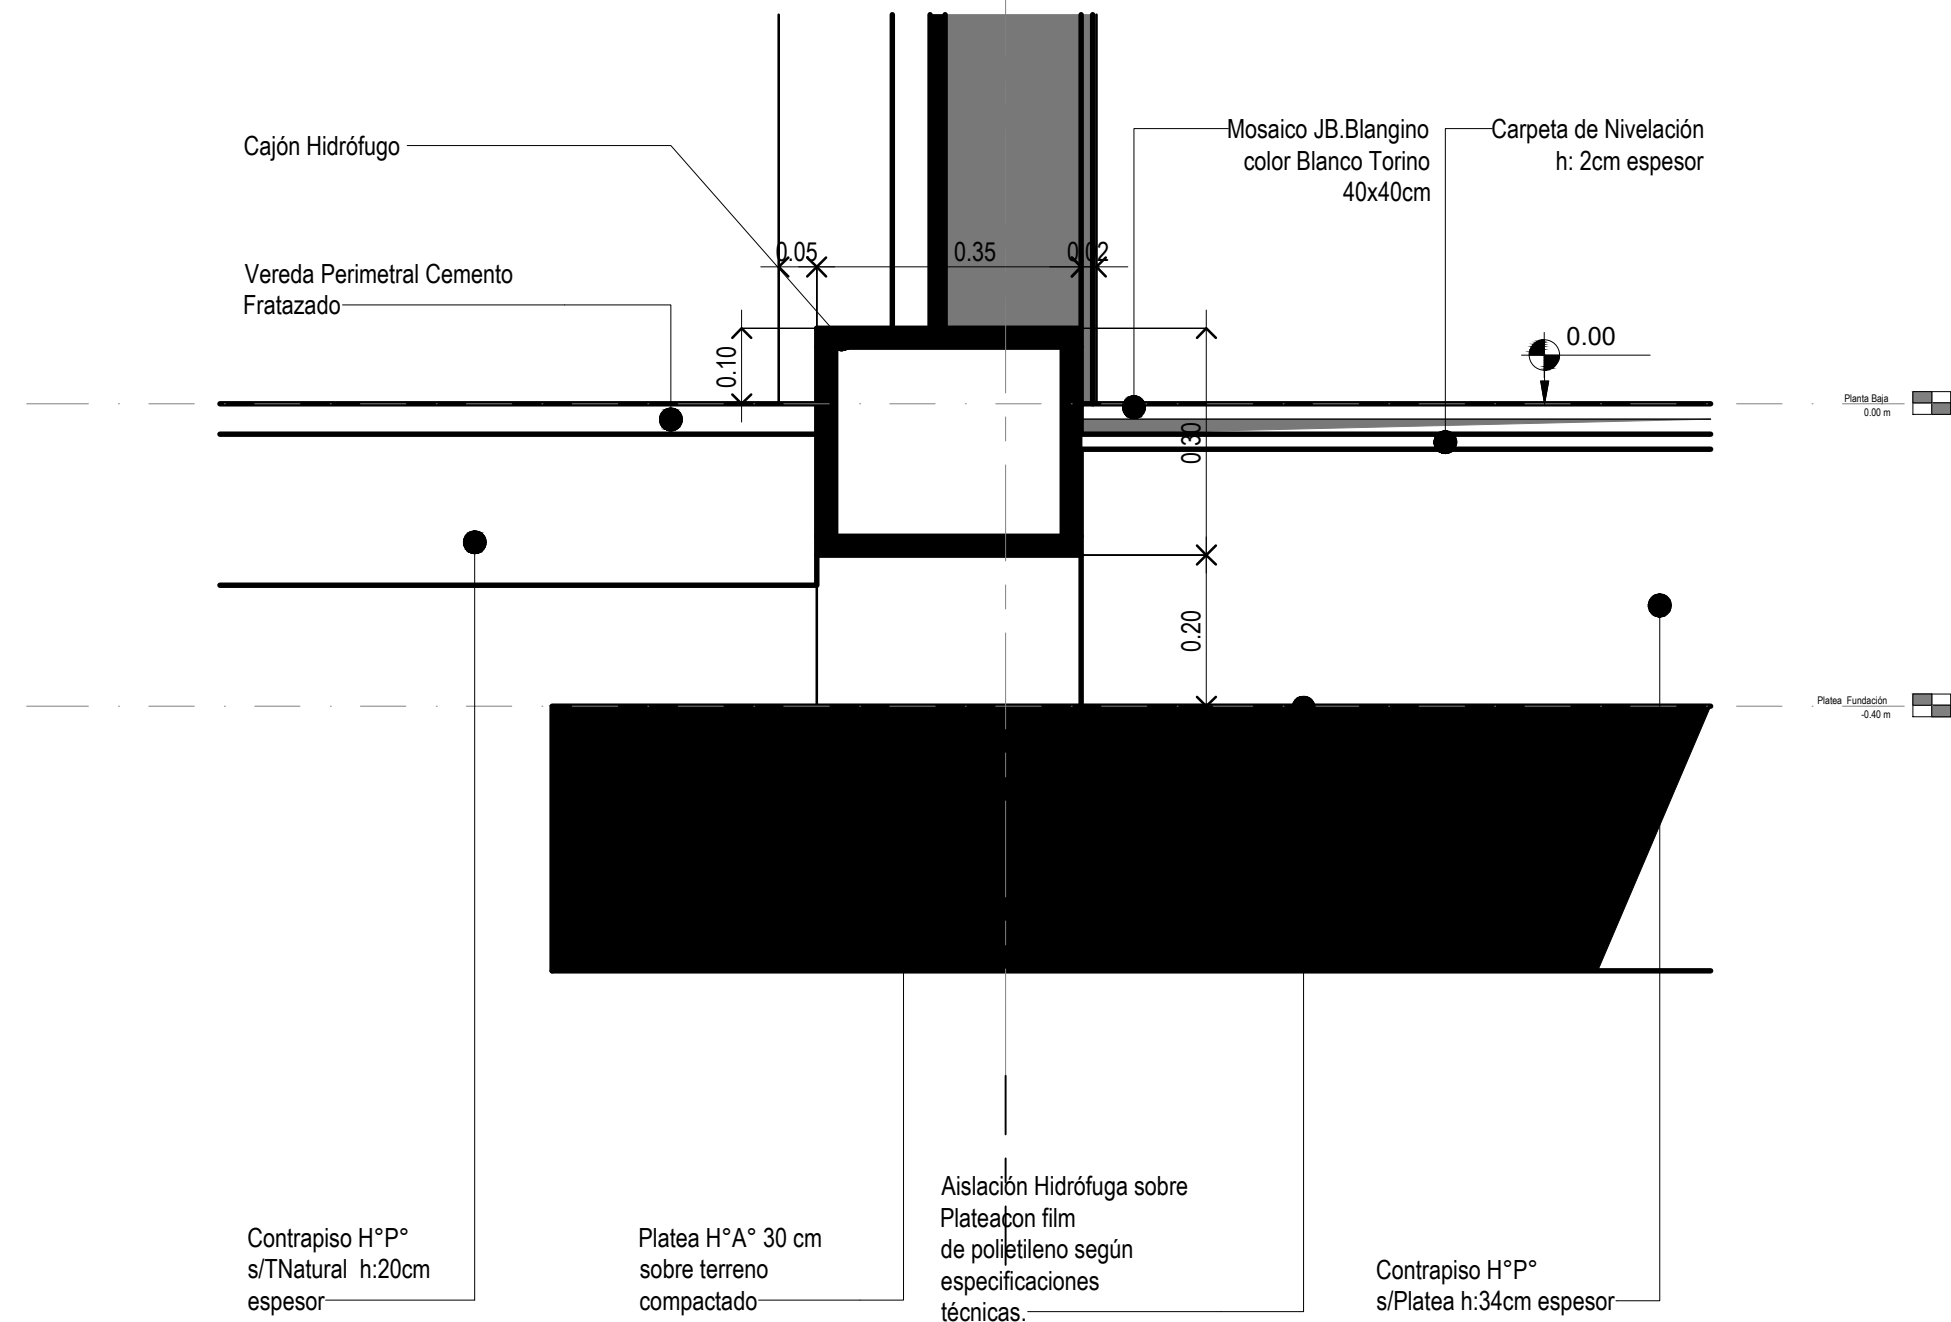 Cajón Hidrófugo
Vereda Perimetral Cemento
Fratazado
Mosaico JB.Blangino
color Blanco Torino
40x40cm
Carpeta de Nivelación
h: 2cm espesor
0.05
0.35
0.02
0.10
0.00
0.30
0.20
Planta Baja
0.00 m
Platea Fundación
-0.40 m
Contrapiso H°P°
s/TNatural h:20cm
espesor
Platea H°A° 30 cm
sobre terreno
compactado
Aislación Hidrófuga sobre
Plateacon film
de polietileno según
especificaciones
técnicas.
Contrapiso H°P°
s/Platea h:34cm espesor